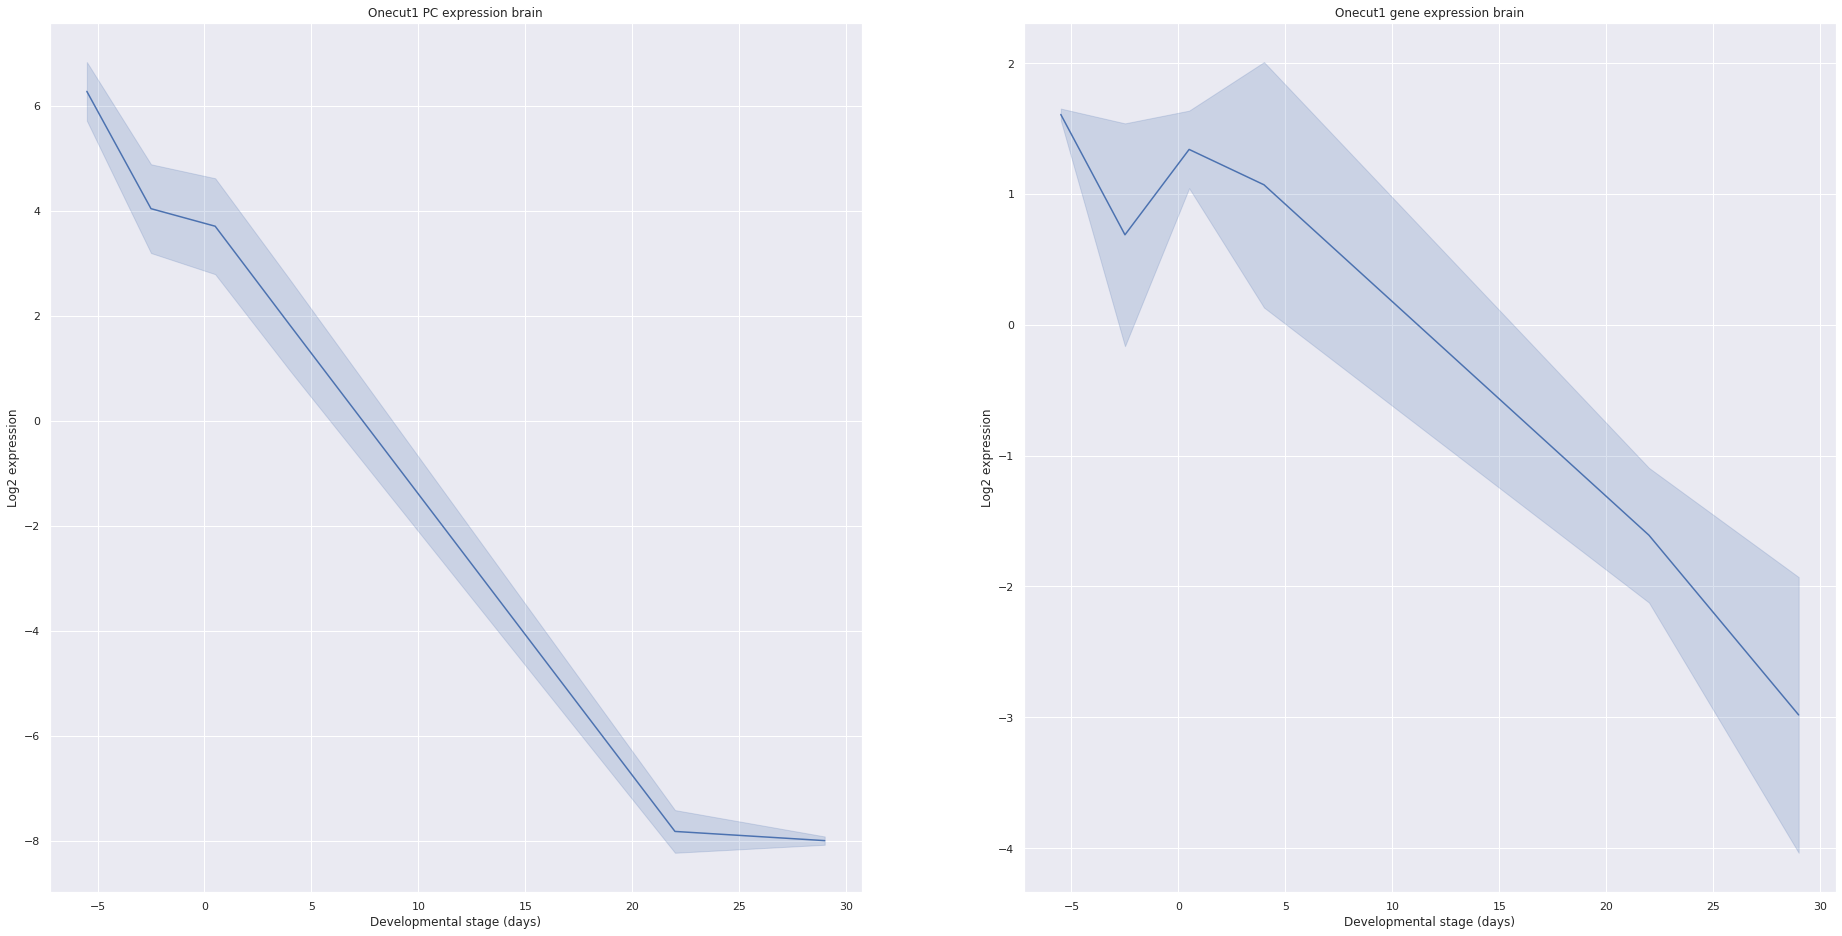 Onecut1 PC expression brain
6
4
2
0
−2
−4
−6
−8
Log2 expression
−5 0 5 10 15 20 25 30
Developmental stage (days)
Onecut1 gene expression brain
2
1
0
−1
−2
−3
−4
Log2 expression
−5 0 5 10 15 20 25 30
Developmental stage (days)